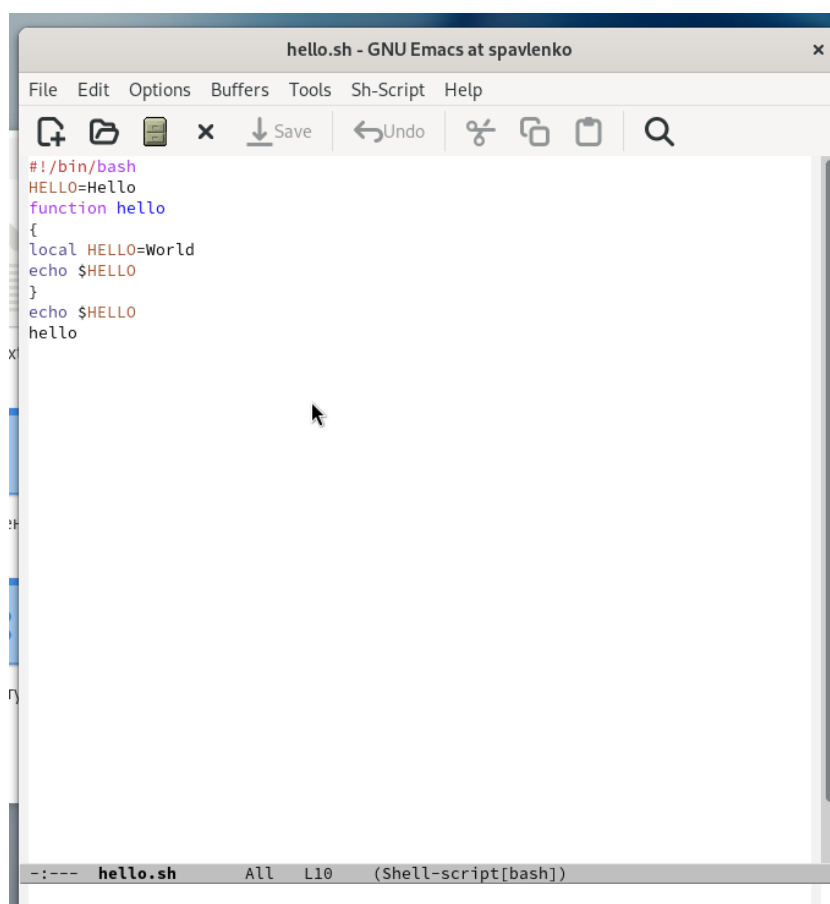 hello.sh - GNU Emacs at spavlenko
File Edit Options Buffers Tools Sh-Script Help
Save Undo
#!/bin/bash
HELLO=Hello
function hello
{
local HELLO=World
echo $HELLO
}
echo $HELLO
hello
-:--- hello.sh All L10 (Shell-script[bash])